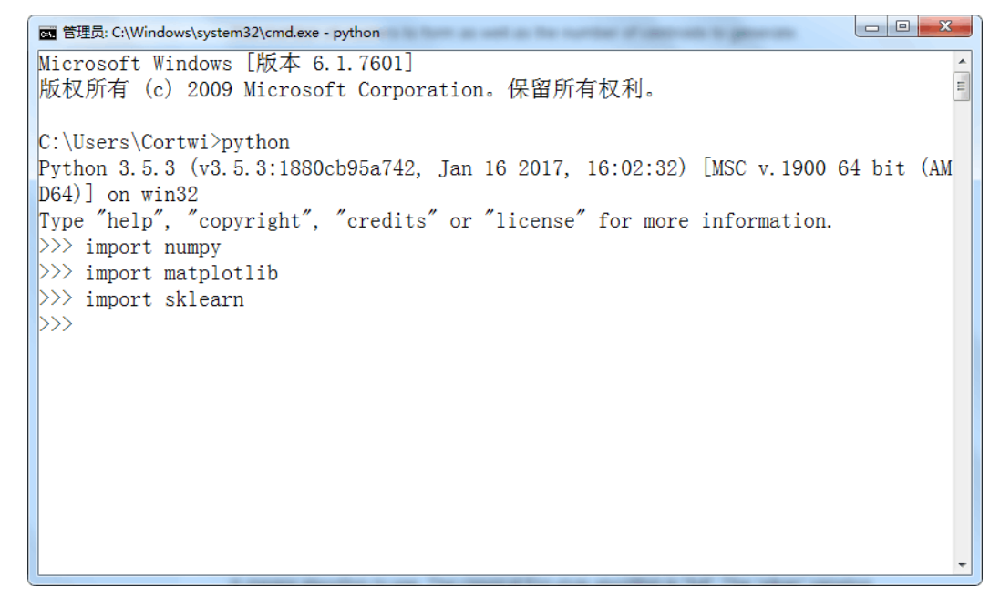 管理员: C:\Windows\system32\cmd.exe - python
Microsoft Windows [版本 6.1.7601]
版权所有 (c) 2009 Microsoft Corporation。保留所有权利。
C:\Users\Cortwi>python
Python 3.5.3 (v3.5.3:1880cb95a742, Jan 16 2017, 16:02:32) [MSC v.1900 64 bit (AM
D64)] on win32
Type "help", "copyright", "credits" or "license" for more information.
>>> import numpy
>>> import matplotlib
>>> import sklearn
>>>